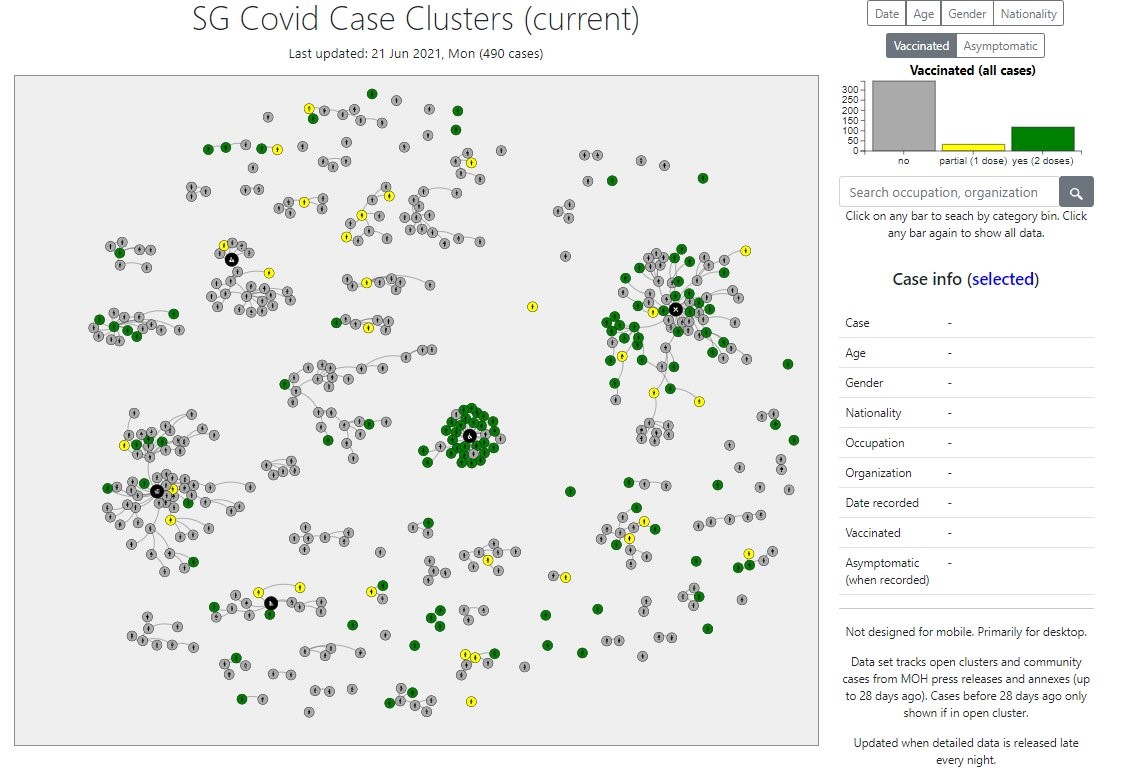 SG Covid Case Clusters (current)
Last updated: 21 Jun 2021, Mon (490 cases)
Date Age Gender Nationality
Vaccinated Asymptomatic
Vaccinated (all cases)
300
250
200
150
100
50
0
no partial (1 dose) yes (2 doses)
Search occupation, organization
Click on any bar to seach by category bin. Click
any bar again to show all data.
Case info (selected)
Case -
Age -
Gender -
Nationality -
Occupation -
Organization -
Date recorded -
Vaccinated -
Asymptomatic -
(when recorded)
Not designed for mobile. Primarily for desktop.
Data set tracks open clusters and community
cases from MOH press releases and annexes (up
to 28 days ago). Cases before 28 days ago only
shown if in open cluster.
Updated when detailed data is released late
every night.